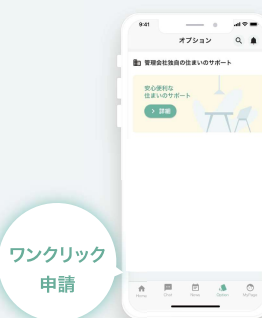 9:41
オプション
管理会社独自の住まいのサポート
安心便利な
住まいのサポート
> 詳細
ワンクリック
申請
Home
Chat
News
Option
MyPage